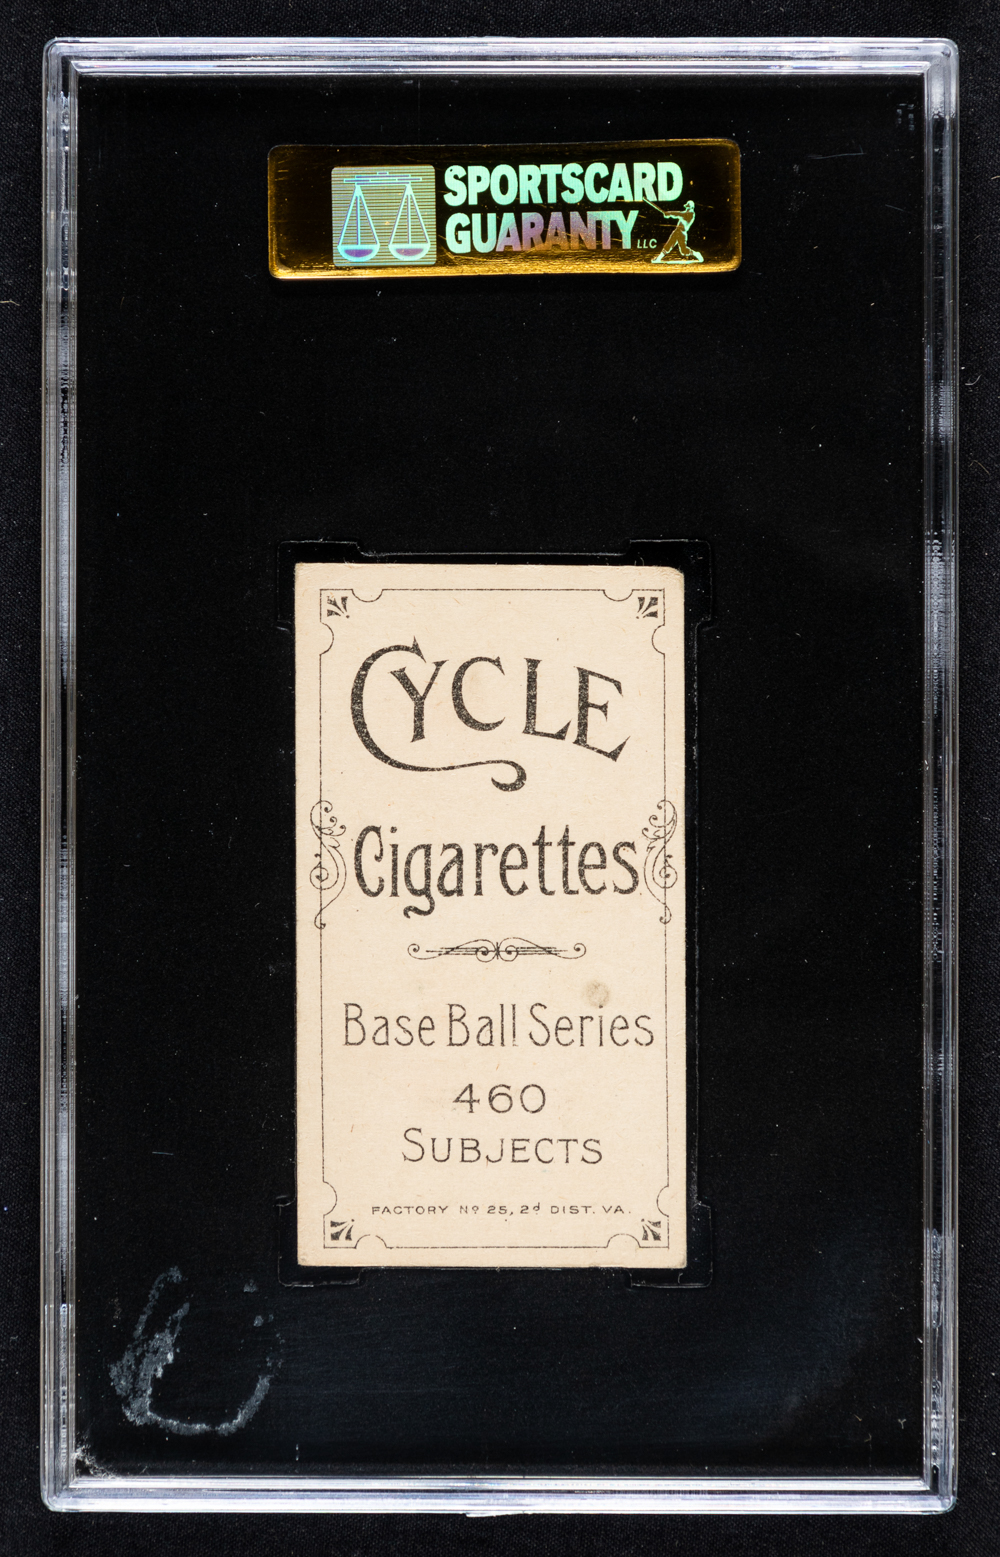 SPORTSCARD
GUARANTY LLC
CYCLE
Cigarettes
Base Ball Series
460
SUBJECTS
FACTORY Nº 25, 2d DIST. VA.